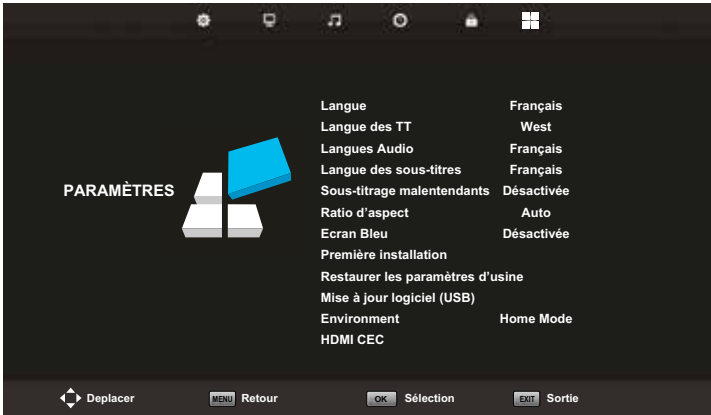 Langue Français
Langue des TT West
Langues Audio Français
Langue des sous-titres Français
PARAMÈTRES
Sous-titrage malentendants Désactivée
Ratio d'aspect Auto
Ecran Bleu Désactivée
Première installation
Restaurer les paramètres d'usine
Mise à jour logiciel (USB)
Environment Home Mode
HDMI CEC
Deplacer MENU Retour OK Sélection EXIT Sortie